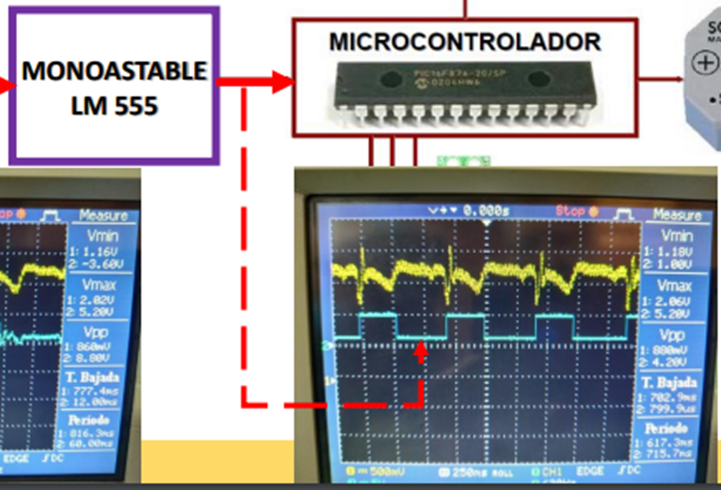 MONOASTABLE
LM 555
MICROCONTROLADOR
PIC16F876-20/SP
Measure
Vmin
1: 1.16V
2: -3.60V
Vmax
1: 2.02V
2: 5.20V
Vpp
1: 860mV
2: 8.80V
T. Bajada
1: 777.4ms
2: 12.00ms
Periodo
1: 816.3ms
2: 60.00ms
EDGE ∫DC
0.000s
Stop
Measure
Vmin
1: 1.18V
2: 1.00V
Vmax
1: 2.06V
2: 5.20V
Vpp
1: 880mV
2: 4.20V
T. Bajada
1: 702.9ms
2: 799.9ms
Periodo
1: 617.3ms
2: 715.7ms
500mV
250ms ROLL
CH1
EDGE ∫DC